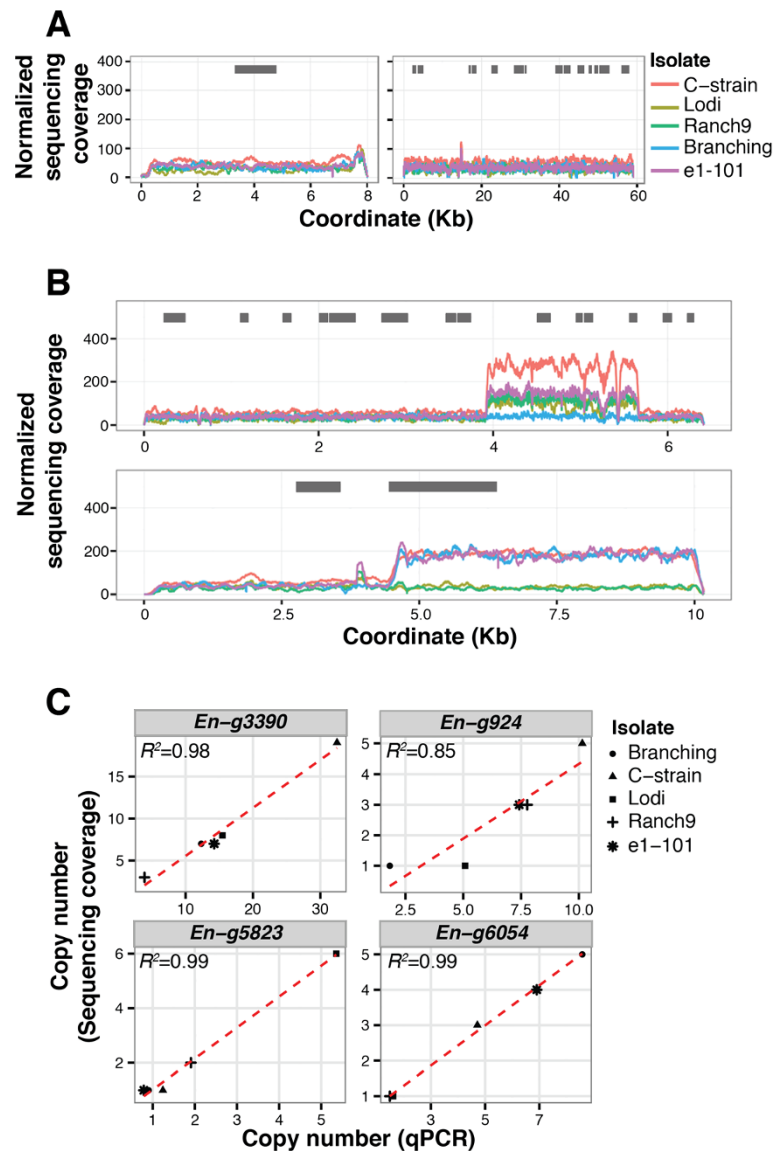 A
Normalized
sequencing
coverage
400
300
200
100
0
0 2 4 6 8
0 20 40 60
Coordinate (Kb)
Isolate
C-strain
Lodi
Ranch9
Branching
e1-101
B
Normalized
sequencing coverage
400
200
0
0 2 4 6
400
200
0
0 2.5 5.0 7.5 10
Coordinate (Kb)
C
Copy number
(Sequencing coverage)
En-g3390
R²=0.98
15
10
5
10 20 30
En-g924
R²=0.85
5
4
3
2
1
2.5 5.0 7.5 10.0
Isolate
Branching
C-strain
Lodi
Ranch9
e1-101
En-g5823
R²=0.99
6
4
2
1 2 3 4 5
En-g6054
R²=0.99
5
4
3
2
1
3 5 7
Copy number (qPCR)